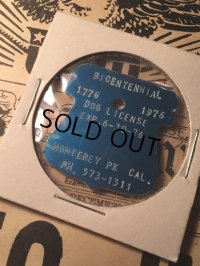 BICENTENNIAL
1776 1976
DOG LICENSE
EXP. 6-30-76
SOLD OUT
MONTEREY PK CAL.
PH. 573-1311